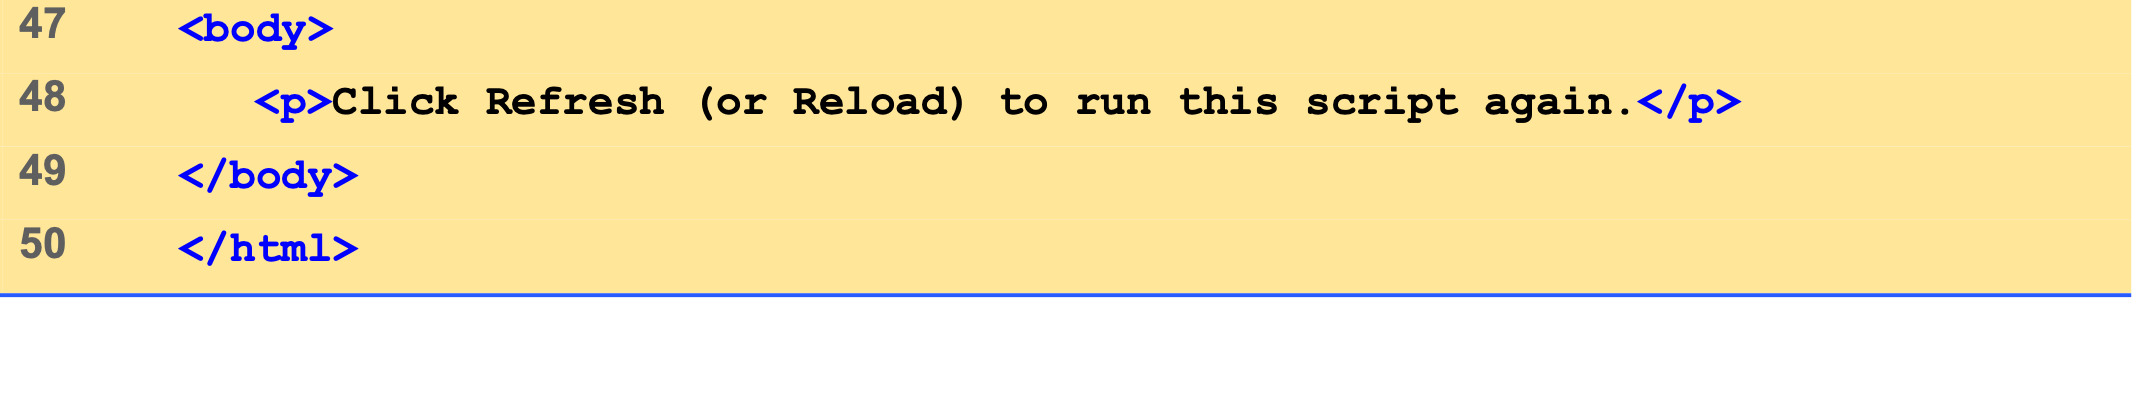 47 <body>
48 <p>Click Refresh (or Reload) to run this script again.</p>
49 </body>
50 </html>